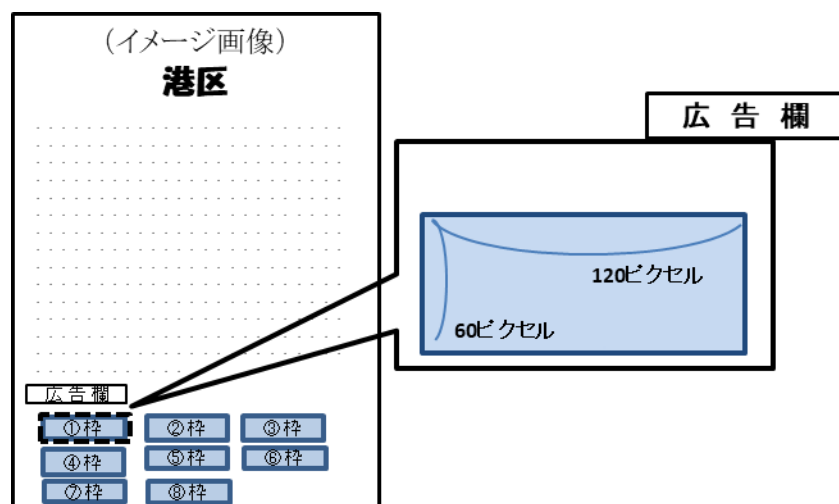 (イメージ画像)
港区
広告欄
120ピクセル
60ピクセル
広告欄
①枠 ②枠 ③枠
④枠 ⑤枠 ⑥枠
⑦枠 ⑧枠